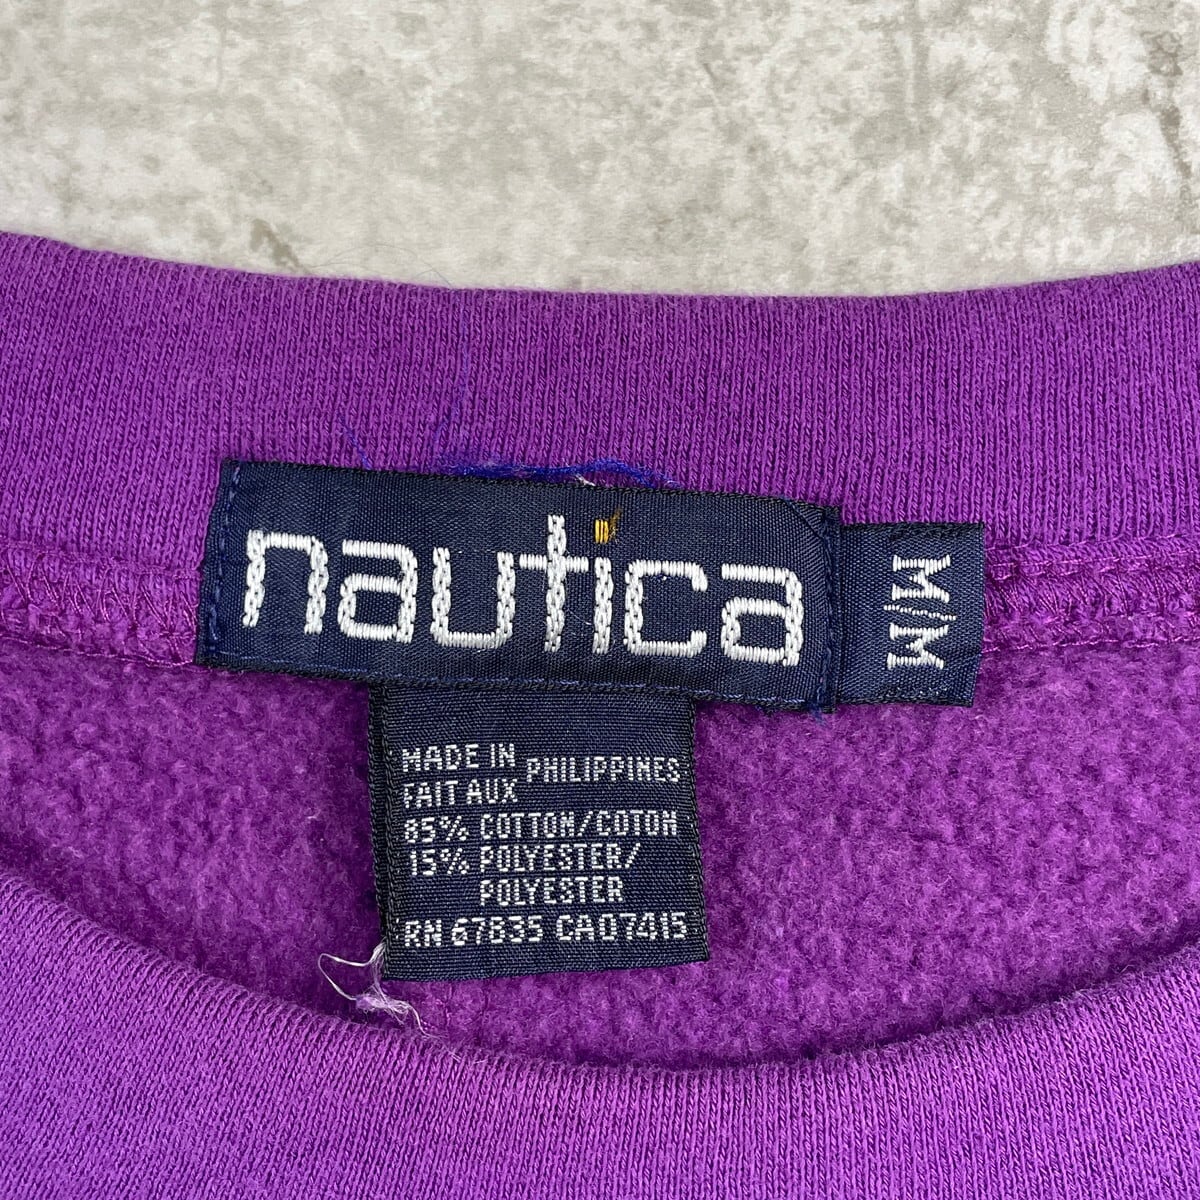 nautica
M/M
MADE IN PHILIPPINES
FAIT AUX
85% COTTON/COTON
15% POLYESTER/
POLYESTER
RN 67835 CA07415